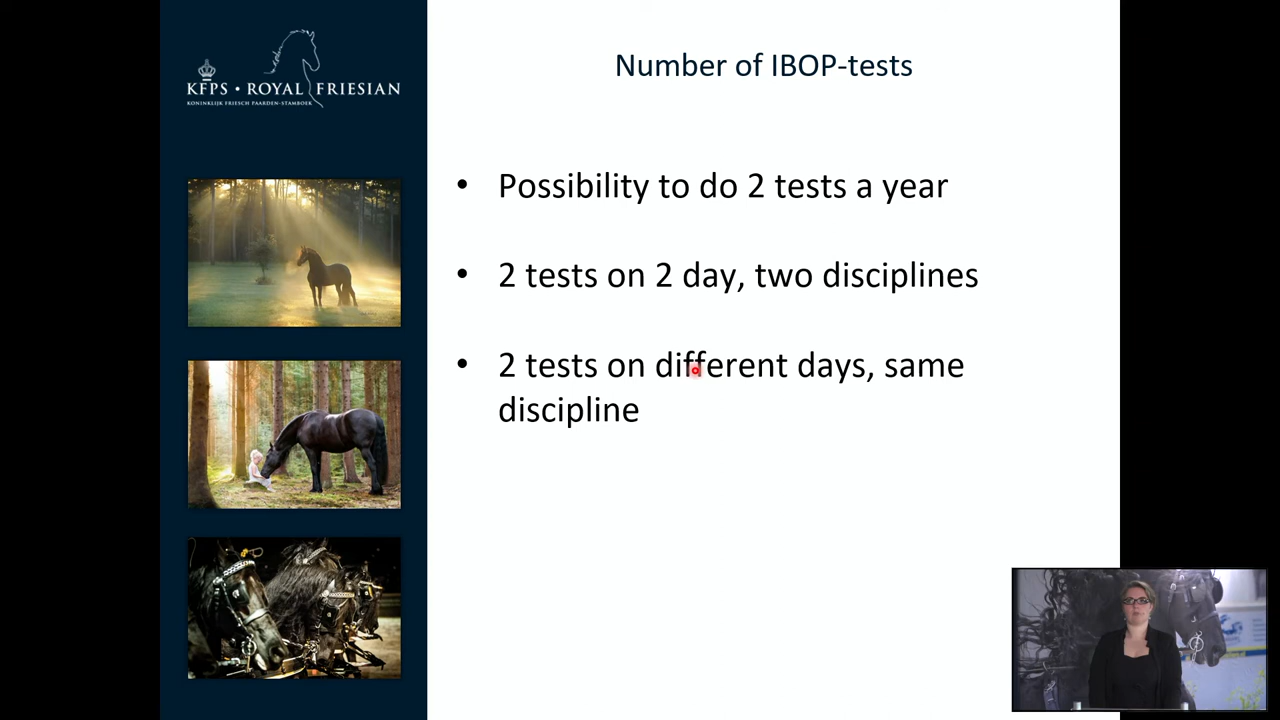 KFPS • ROYAL FRIESIAN
KONINKLIJK FRIESCH PAARDEN-STAMBOEK
Number of IBOP-tests
• Possibility to do 2 tests a year
• 2 tests on 2 day, two disciplines
• 2 tests on different days, same
discipline